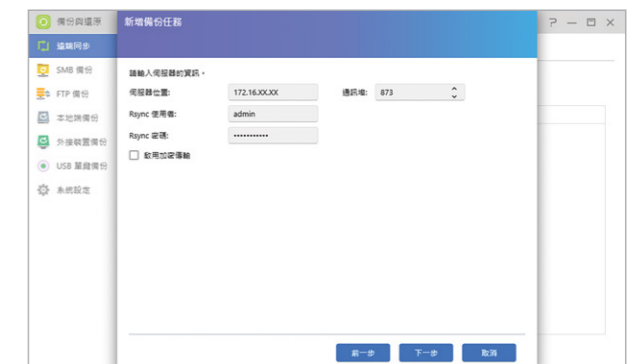 備份與還原
新增備份任務
遠端同步
SMB 備份
FTP 備份
本地端備份
外接裝置備份
USB 單鍵備份
系統設定
請輸入伺服器的資訊。
伺服器位置: 172.16.XX.XX 通訊埠: 873
Rsync 使用者: admin
Rsync 密碼: •••••••••••
啟用加密傳輸
前一步 下一步 取消